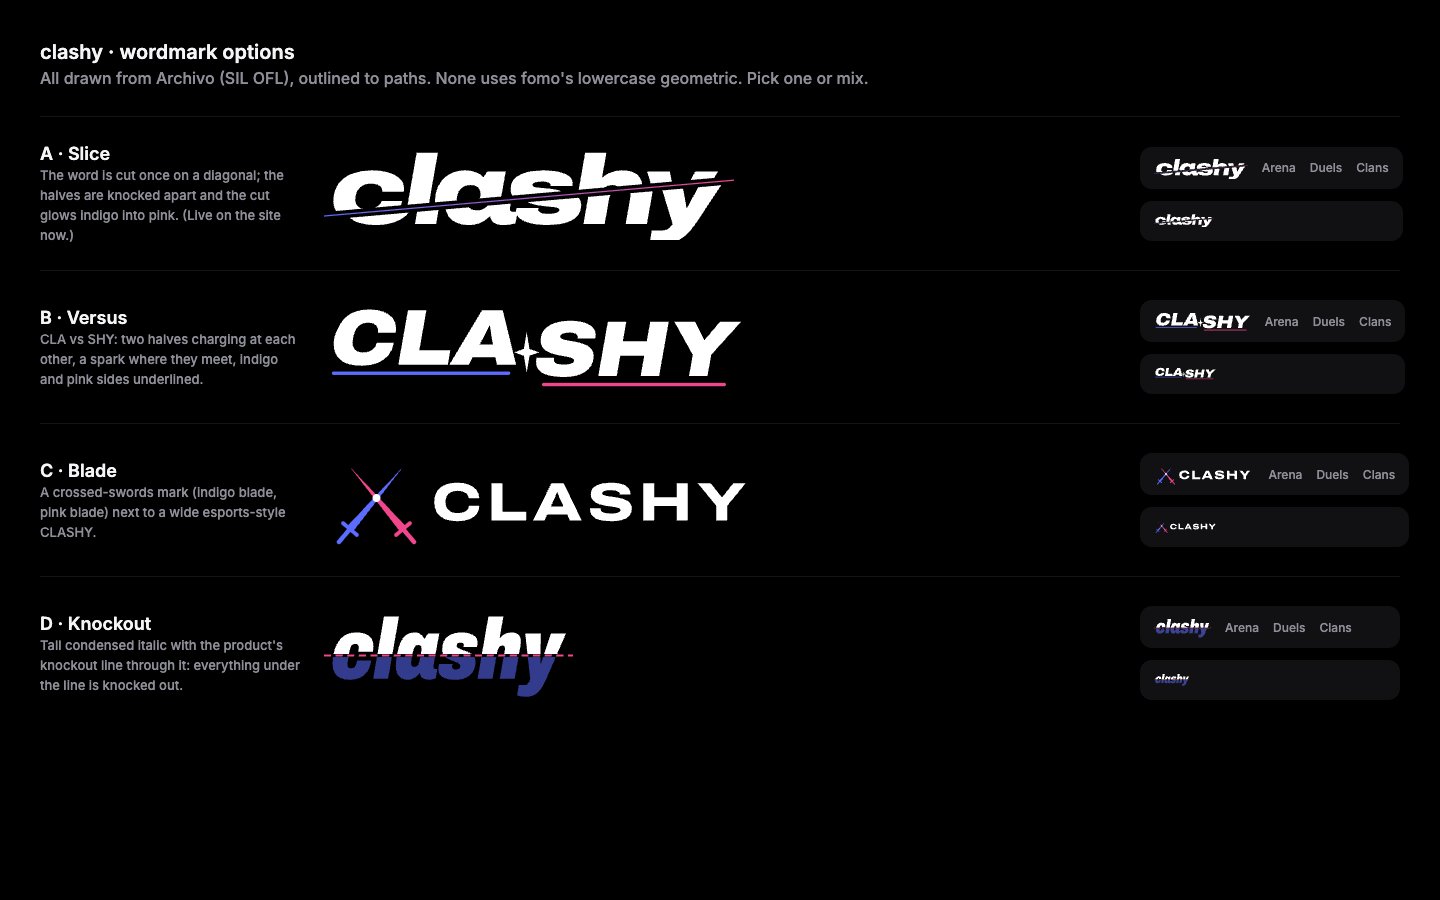 clashy · wordmark options
All drawn from Archivo (SIL OFL), outlined to paths. None uses fomo's lowercase geometric. Pick one or mix.
A · Slice
The word is cut once on a diagonal; the
halves are knocked apart and the cut
glows indigo into pink. (Live on the site
now.)
clashy
clashy Arena Duels Clans
clashy
B · Versus
CLA vs SHY: two halves charging at each
other, a spark where they meet, indigo
and pink sides underlined.
CLA SHY
CLA SHY Arena Duels Clans
CLA SHY
C · Blade
A crossed-swords mark (indigo blade,
pink blade) next to a wide esports-style
CLASHY.
CLASHY
CLASHY Arena Duels Clans
CLASHY
D · Knockout
Tall condensed italic with the product's
knockout line through it: everything under
the line is knocked out.
clashy
clashy Arena Duels Clans
clashy